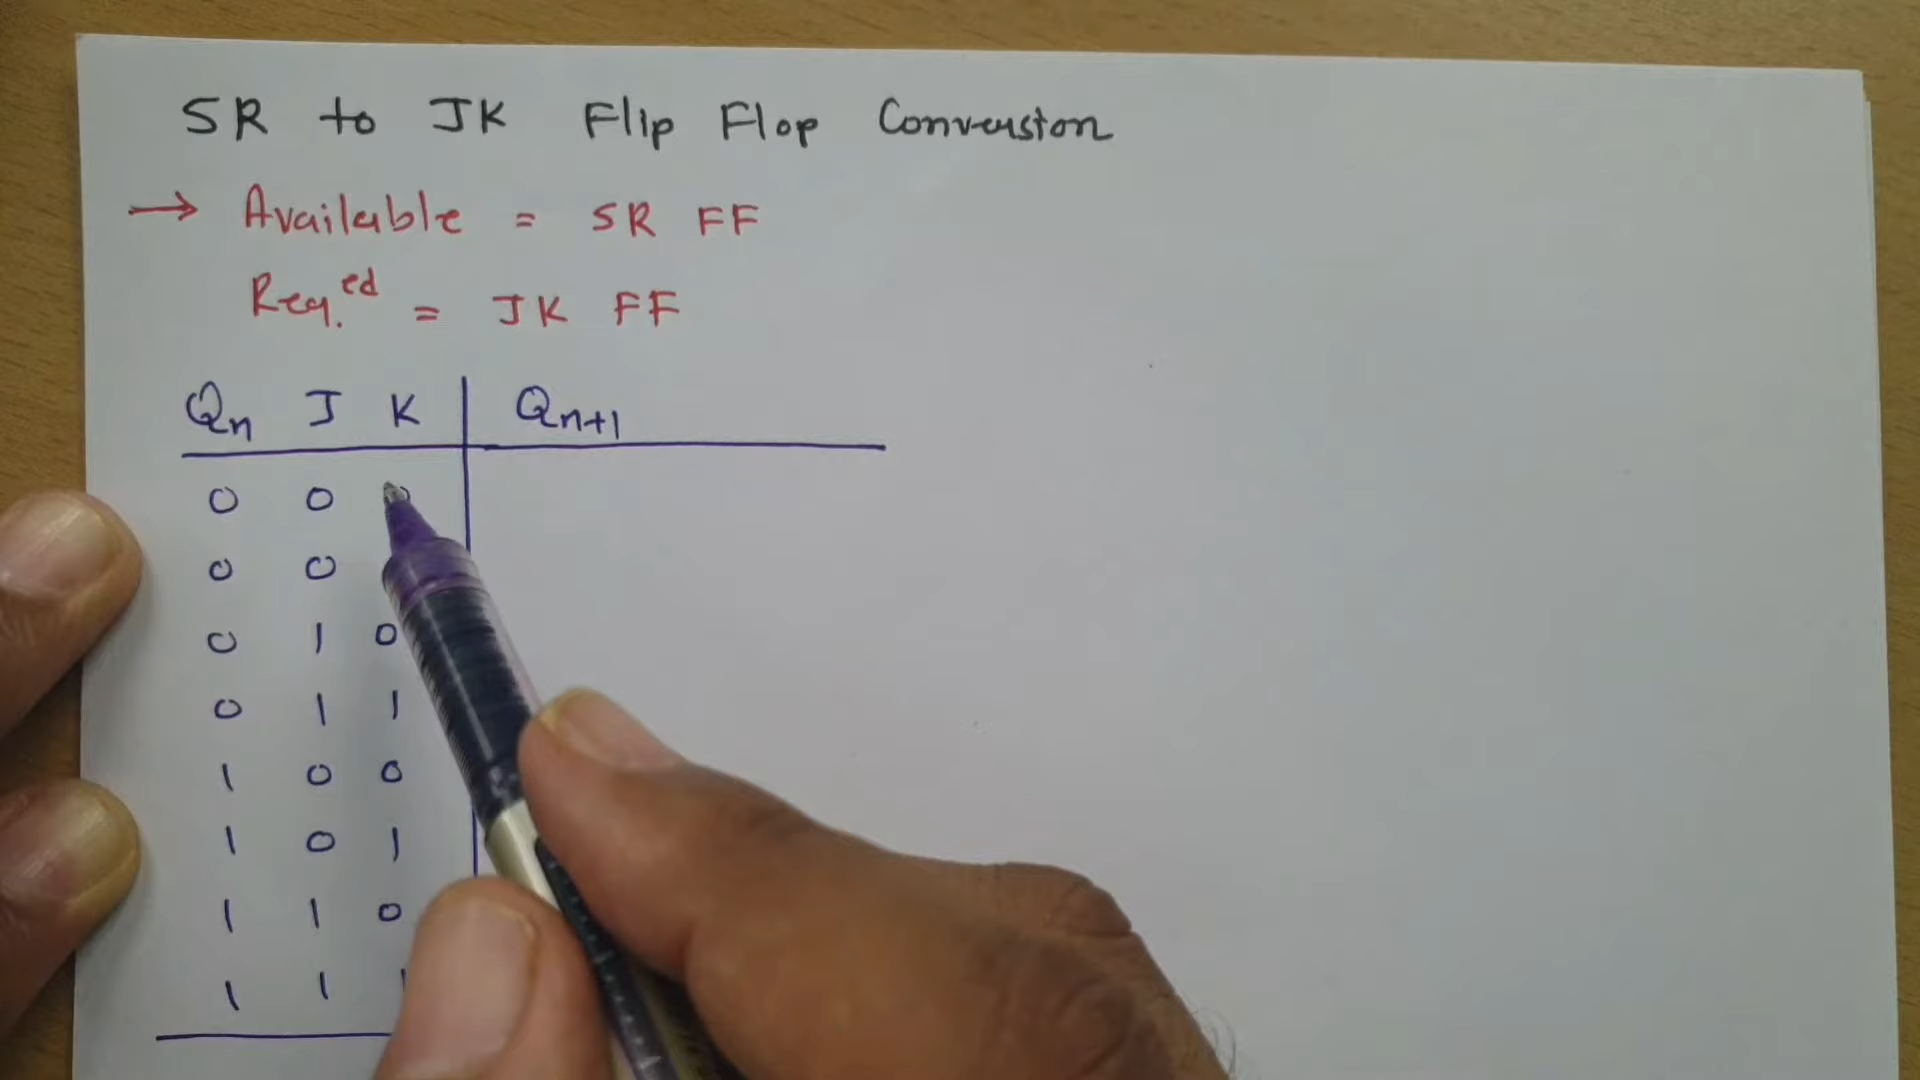 SR to JK Flip Flop Conversion
→ Available = SR FF
Req.ed = JK FF
Qn J K Qn+1
0 0
0 0
0 1 0
0 1 1
1 0 0
1 0 1
1 1 0
1 1